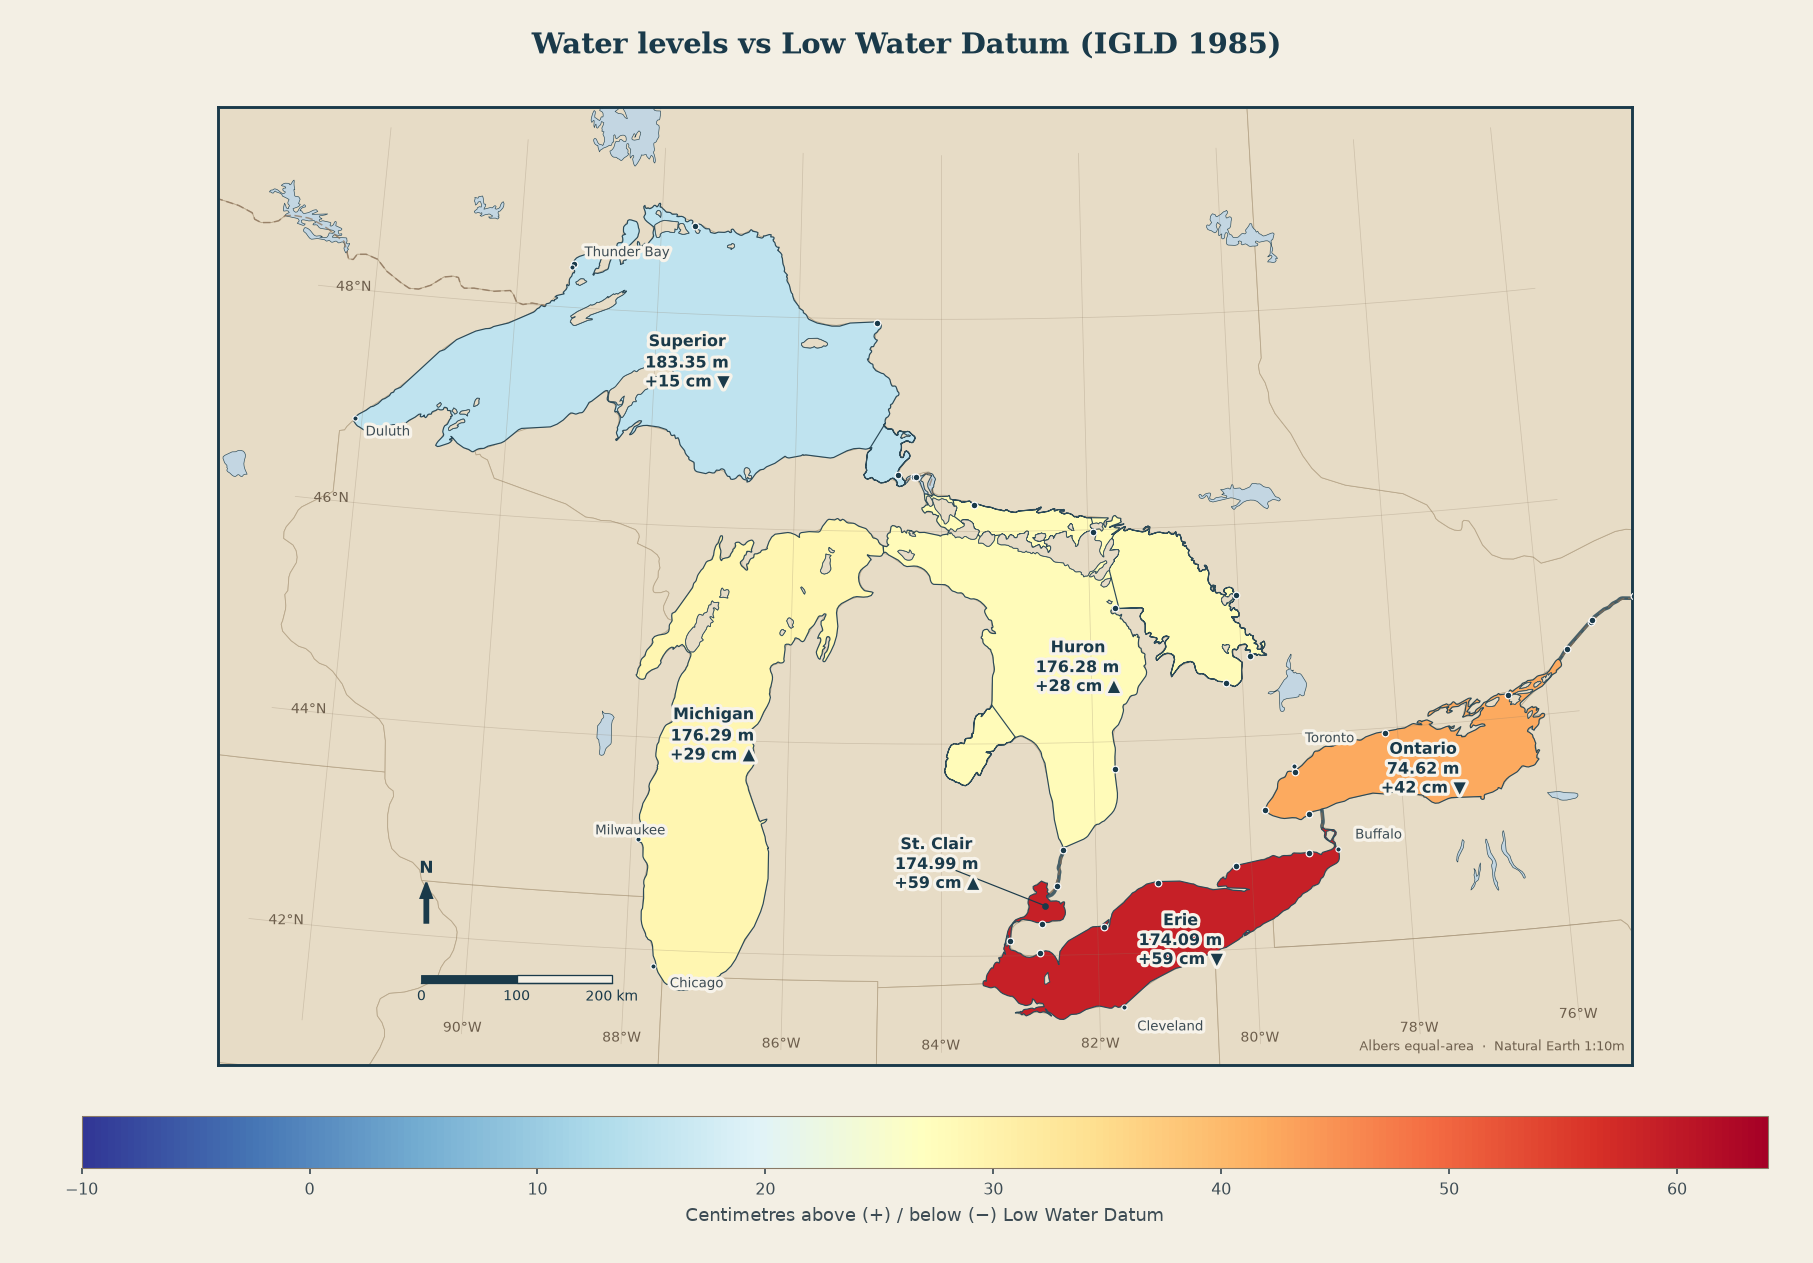 Water levels vs Low Water Datum (IGLD 1985)
Thunder Bay
48°N
Superior
183.35 m
+15 cm ▼
Duluth
46°N
Huron
176.28 m
+28 cm ▲
44°N
Michigan
176.29 m
+29 cm ▲
Toronto
Ontario
74.62 m
+42 cm ▼
Milwaukee
Buffalo
St. Clair
174.99 m
+59 cm ▲
N
42°N
Erie
174.09 m
+59 cm ▼
Chicago
0 100 200 km
Cleveland
90°W 88°W 86°W 84°W 82°W 80°W 78°W 76°W
Albers equal-area · Natural Earth 1:10m
−10 0 10 20 30 40 50 60
Centimetres above (+) / below (−) Low Water Datum